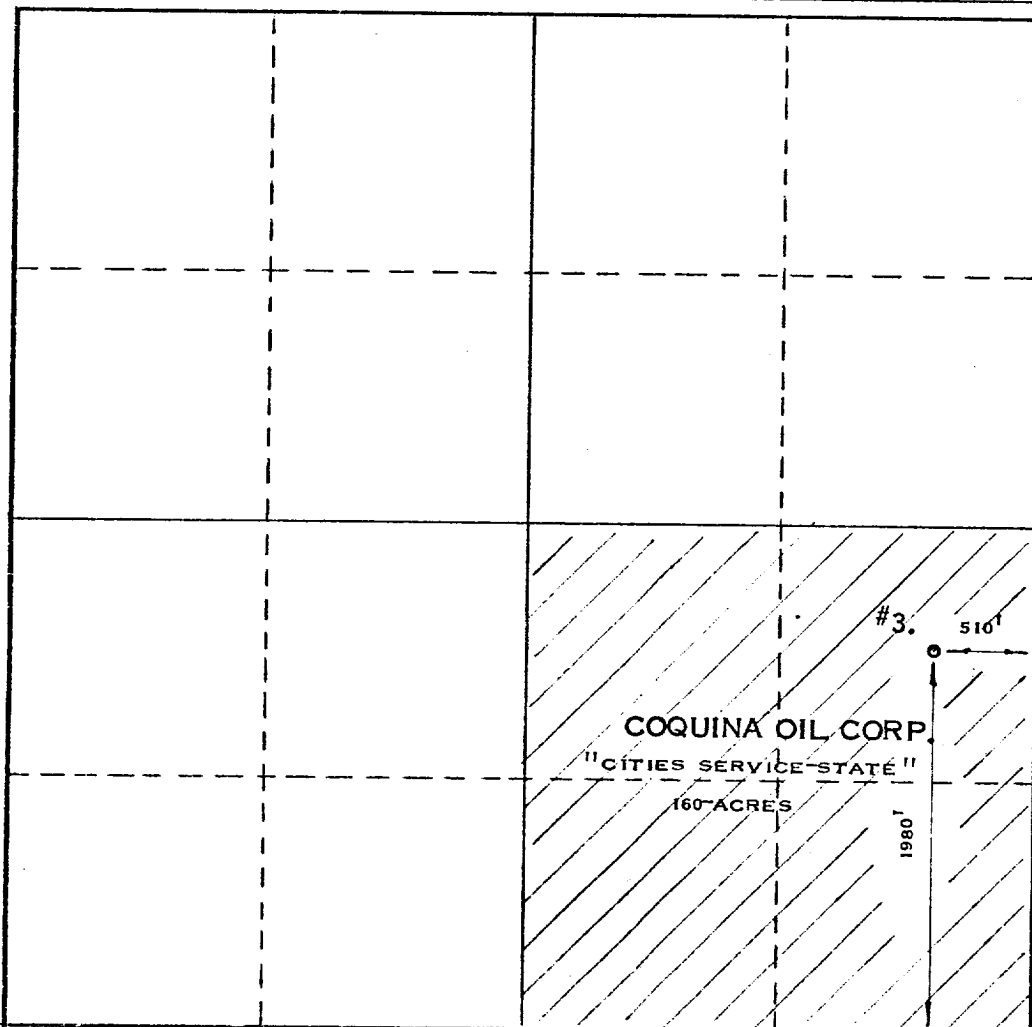 #3.
510'
COQUINA OIL CORP.
"CITIES SERVICE STATE"
160 ACRES
1980'